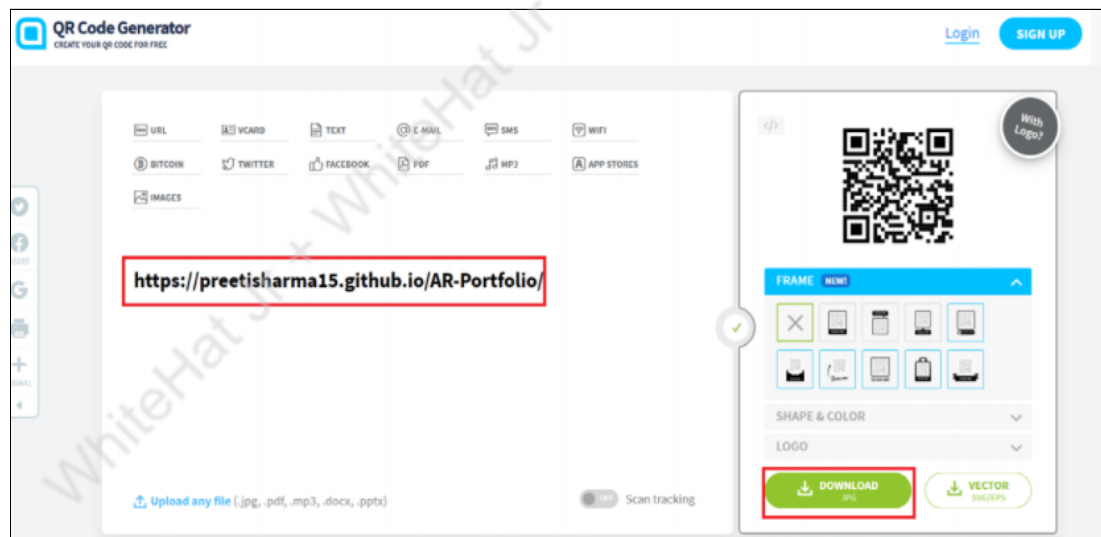 QR Code Generator
CREATE YOUR QR CODE FOR FREE
Login
SIGN UP
URL
VCARD
TEXT
E-MAIL
SMS
WIFI
BITCOIN
TWITTER
FACEBOOK
PDF
MP3
APP STORES
IMAGES
https://preetisharma15.github.io/AR-Portfolio/
Upload any file (.jpg, .pdf, .mp3, .docx, .pptx)
OFF
Scan tracking
</>
With
Logo?
FRAME NEW!
SHAPE & COLOR
LOGO
DOWNLOAD
JPG
VECTOR
SVG/EPS
WhiteHat Jr + WhiteHat Jr